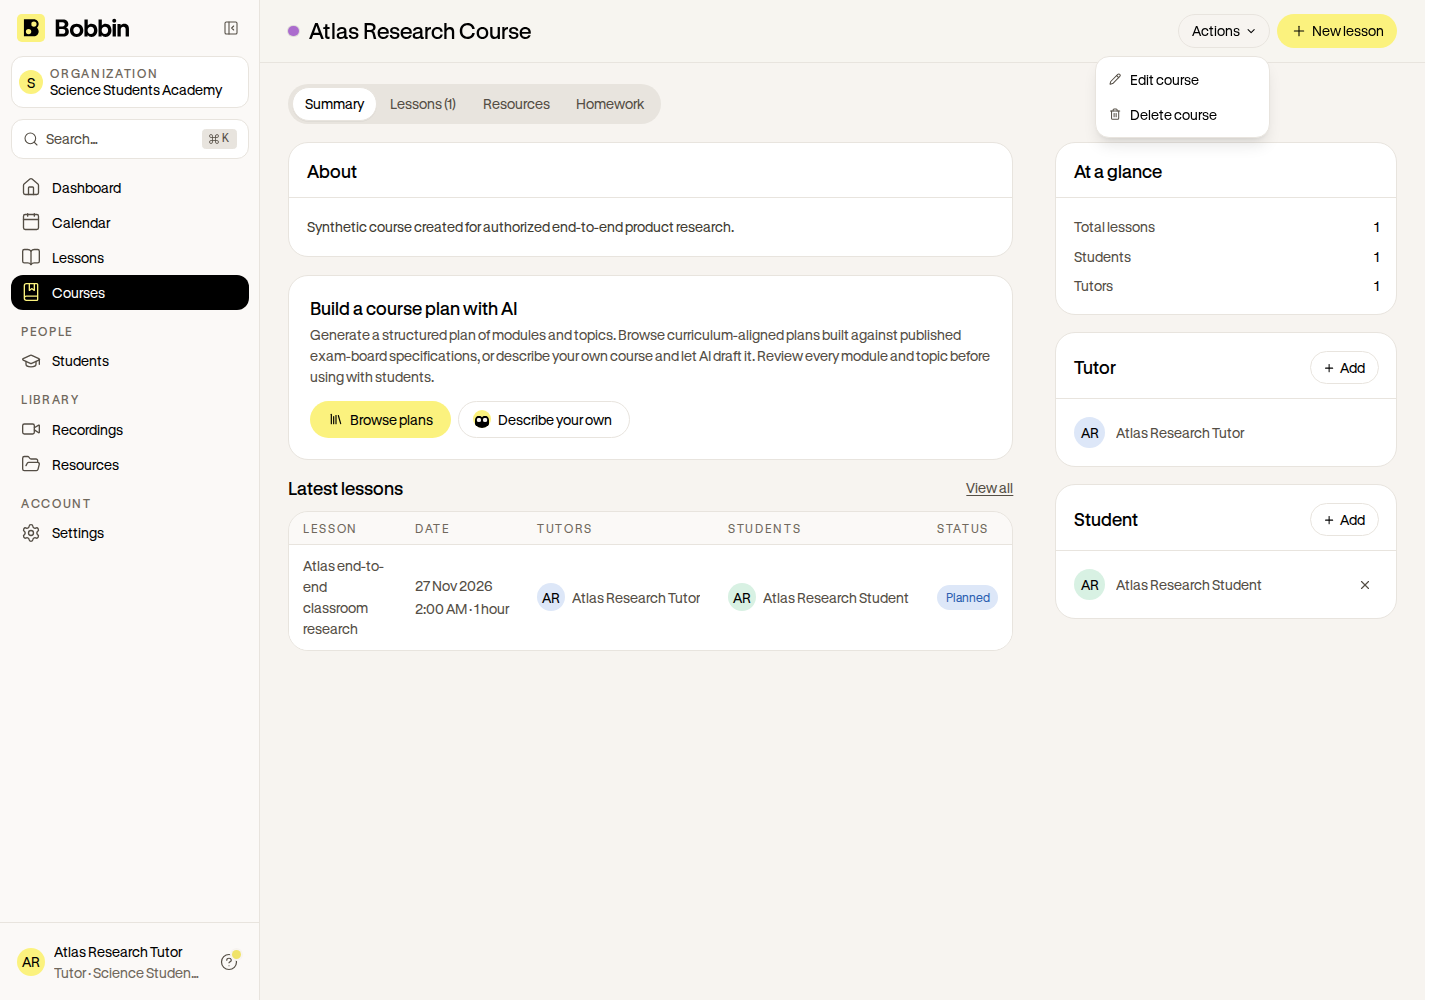 Bobbin
ORGANIZATION
S
Science Students Academy
Search...
⌘ K
Dashboard
Calendar
Lessons
Courses
PEOPLE
Students
LIBRARY
Recordings
Resources
ACCOUNT
Settings
AR
Atlas Research Tutor
Tutor · Science Studen...
Atlas Research Course
Actions
New lesson
Edit course
Delete course
Summary
Lessons (1)
Resources
Homework
About
Synthetic course created for authorized end-to-end product research.
Build a course plan with AI
Generate a structured plan of modules and topics. Browse curriculum-aligned plans built against published
exam-board specifications, or describe your own course and let AI draft it. Review every module and topic before
using with students.
Browse plans
Describe your own
Latest lessons
View all
LESSON DATE TUTORS STUDENTS STATUS
Atlas end-to-
end
classroom
research
27 Nov 2026
2:00 AM · 1 hour
AR Atlas Research Tutor
AR Atlas Research Student
Planned
At a glance
Total lessons 1
Students 1
Tutors 1
Tutor
+ Add
AR Atlas Research Tutor
Student
+ Add
AR Atlas Research Student